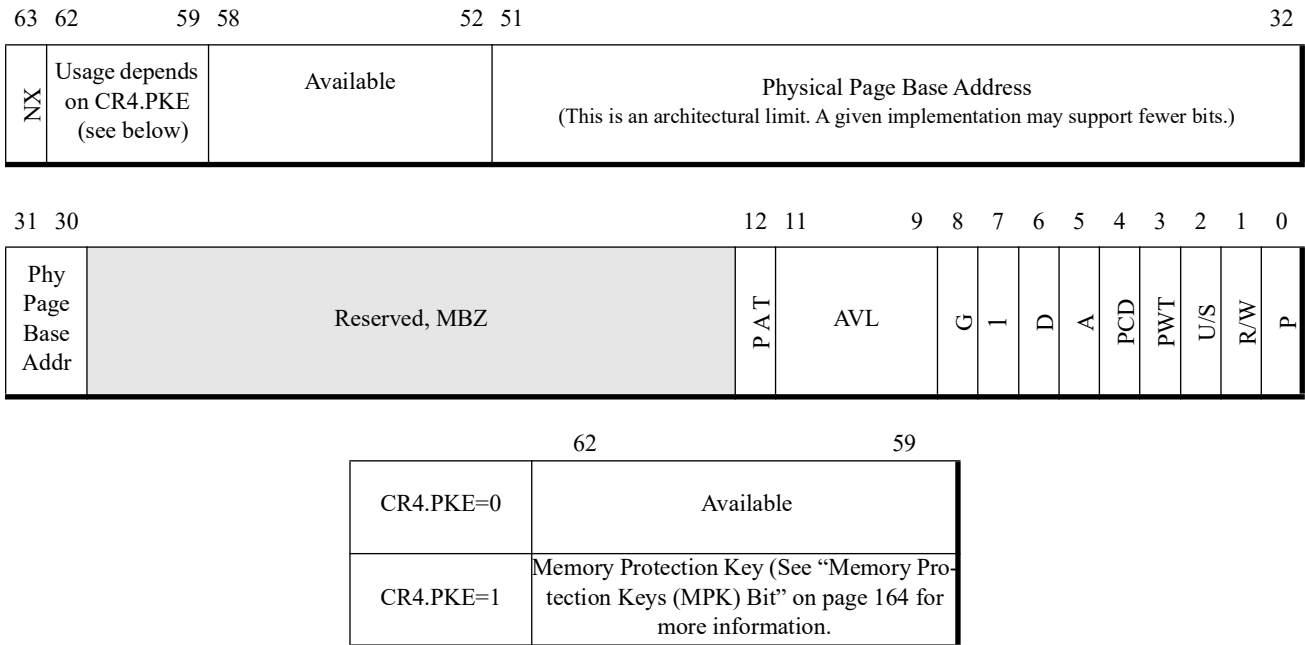 63 62 59 58 52 51 32
NX
Usage depends
on CR4.PKE
(see below)
Available
Physical Page Base Address
(This is an architectural limit. A given implementation may support fewer bits.)
31 30 12 11 9 8 7 6 5 4 3 2 1 0
Phy
Page
Base
Addr
Reserved, MBZ
P A T
AVL
G
1
D
A
PCD
PWT
U/S
R/W
P
62 59
CR4.PKE=0
Available
CR4.PKE=1
Memory Protection Key (See “Memory Pro-
tection Keys (MPK) Bit” on page 164 for
more information.